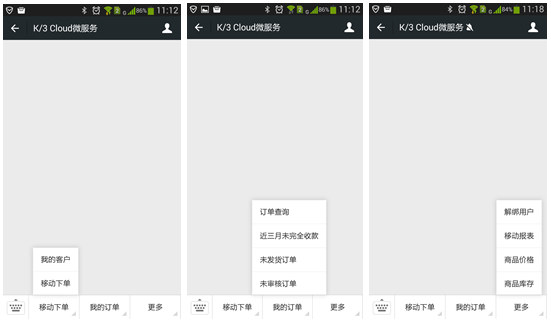 86% 11:12
K/3 Cloud微服务
我的客户
移动下单
移动下单 我的订单 更多
86% 11:12
K/3 Cloud微服务
订单查询
近三月未完全收款
未发货订单
未审核订单
移动下单 我的订单 更多
84% 11:18
K/3 Cloud微服务
解绑用户
移动报表
商品价格
商品库存
移动下单 我的订单 更多